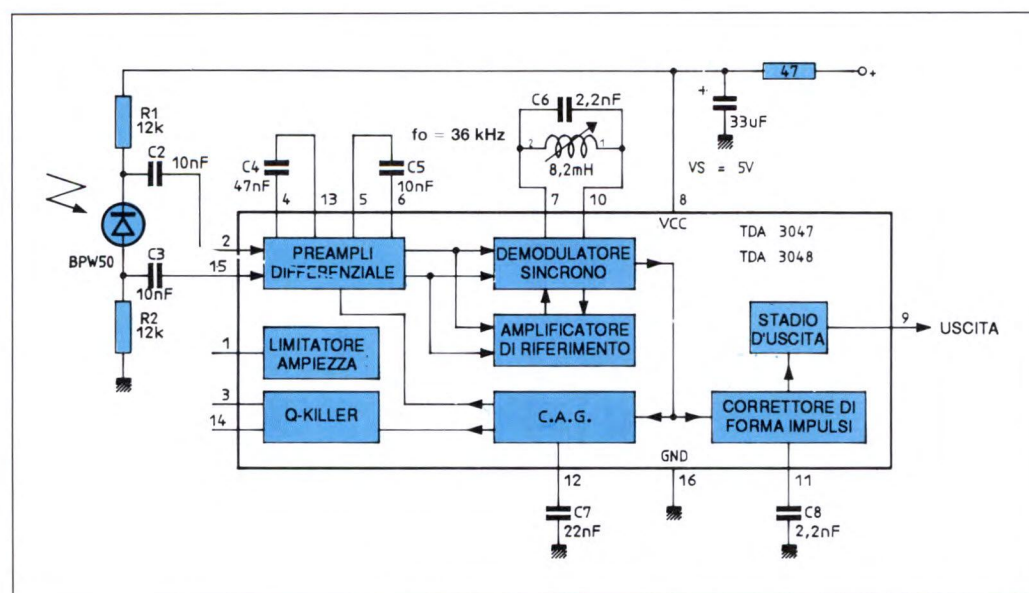 47
+
+
33uF
VS = 5V
R1
12k
C2
10nF
BPW50
C3
10nF
R2
12k
C4
47nF
4
13
5
C5
10nF
6
fo = 36 kHz
C6
2,2nF
2
1
8,2mH
7
10
8
VCC
TDA 3047
TDA 3048
2
15
PREAMPLI
DIFFERENZIALE
DEMODULATORE
SINCRONO
AMPLIFICATORE
DI RIFERIMENTO
STADIO
D'USCITA
9
USCITA
1
LIMITATORE
AMPIEZZA
3
14
Q-KILLER
C.A.G.
CORRETTORE DI
FORMA IMPULSI
GND
12
16
11
C7
22nF
C8
2,2nF